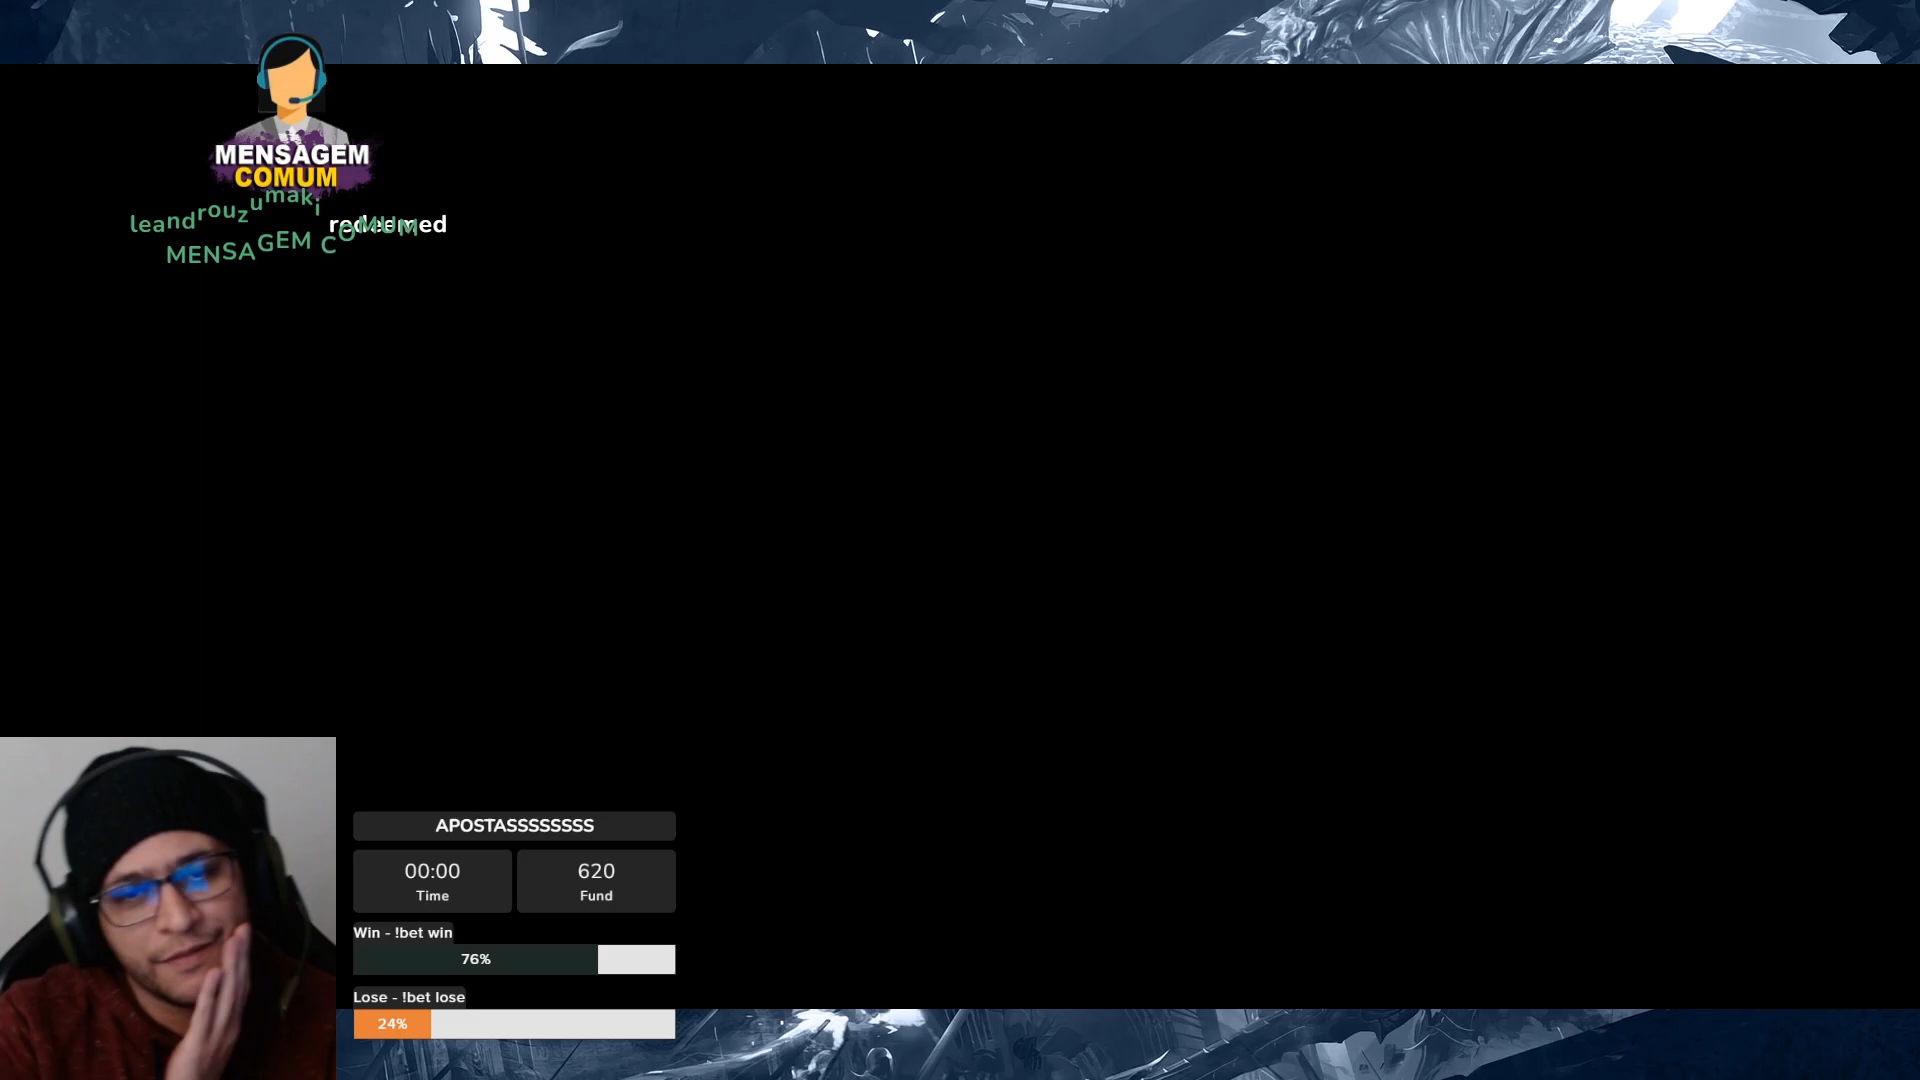 MENSAGEM
COMUM
leandrouzumaki redeemed
MENSAGEM COMUM
APOSTASSSSSSSS
00:00
Time
620
Fund
Win - !bet win
76%
Lose - !bet lose
24%